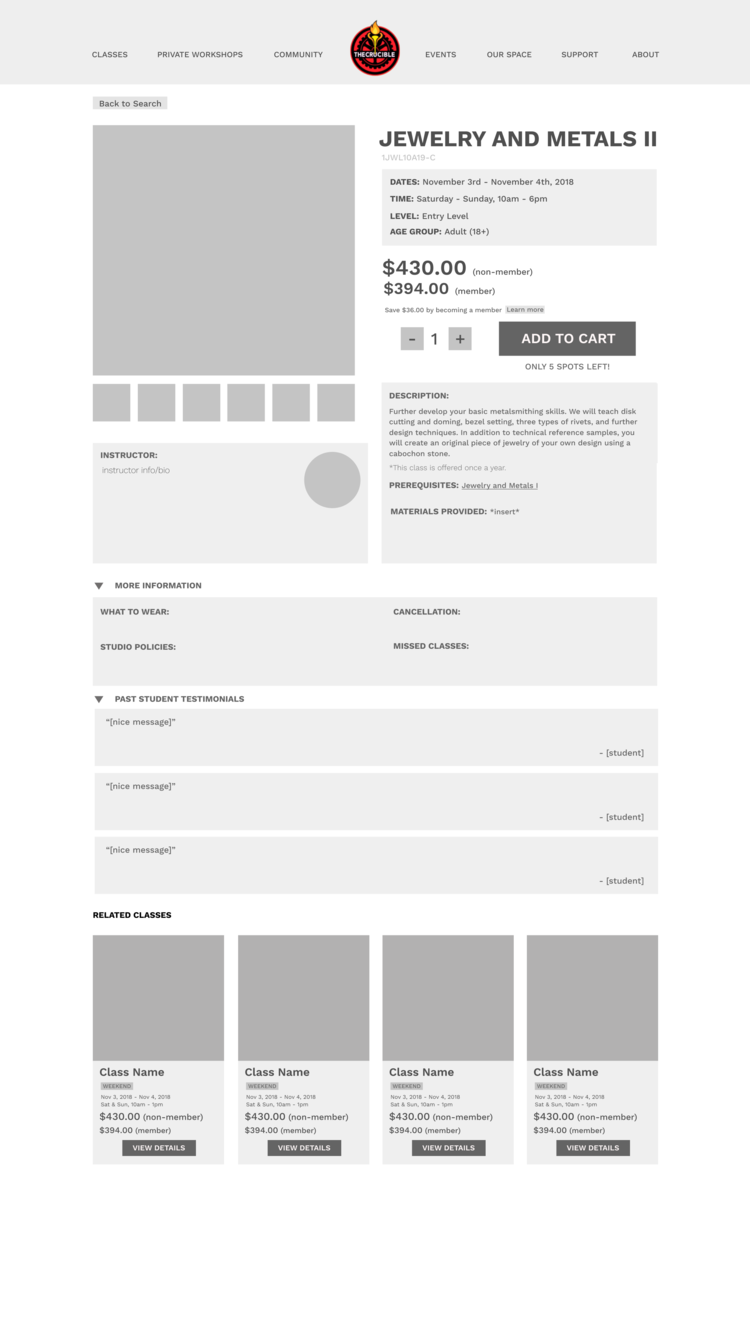 CLASSES PRIVATE WORKSHOPS COMMUNITY THECRUCIBLE EVENTS OUR SPACE SUPPORT ABOUT
Back to Search
JEWELRY AND METALS II
1JWL10A19-C
DATES: November 3rd - November 4th, 2018
TIME: Saturday - Sunday, 10am - 6pm
LEVEL: Entry Level
AGE GROUP: Adult (18+)
$430.00 (non-member)
$394.00 (member)
Save $36.00 by becoming a member Learn more
- 1 + ADD TO CART
ONLY 5 SPOTS LEFT!
DESCRIPTION:
Further develop your basic metalsmithing skills. We will teach disk
cutting and doming, bezel setting, three types of rivets, and further
design techniques. In addition to technical reference samples, you
will create an original piece of jewelry of your own design using a
cabochon stone.
*This class is offered once a year.
PREREQUISITES: Jewelry and Metals I
MATERIALS PROVIDED: *insert*
INSTRUCTOR:
instructor info/bio
MORE INFORMATION
WHAT TO WEAR:
STUDIO POLICIES:
CANCELLATION:
MISSED CLASSES:
PAST STUDENT TESTIMONIALS
“[nice message]”
- [student]
“[nice message]”
- [student]
“[nice message]”
- [student]
RELATED CLASSES
Class Name
WEEKEND
Nov 3, 2018 - Nov 4, 2018
Sat & Sun, 10am - 1pm
$430.00 (non-member)
$394.00 (member)
VIEW DETAILS
Class Name
WEEKEND
Nov 3, 2018 - Nov 4, 2018
Sat & Sun, 10am - 1pm
$430.00 (non-member)
$394.00 (member)
VIEW DETAILS
Class Name
WEEKEND
Nov 3, 2018 - Nov 4, 2018
Sat & Sun, 10am - 1pm
$430.00 (non-member)
$394.00 (member)
VIEW DETAILS
Class Name
WEEKEND
Nov 3, 2018 - Nov 4, 2018
Sat & Sun, 10am - 1pm
$430.00 (non-member)
$394.00 (member)
VIEW DETAILS